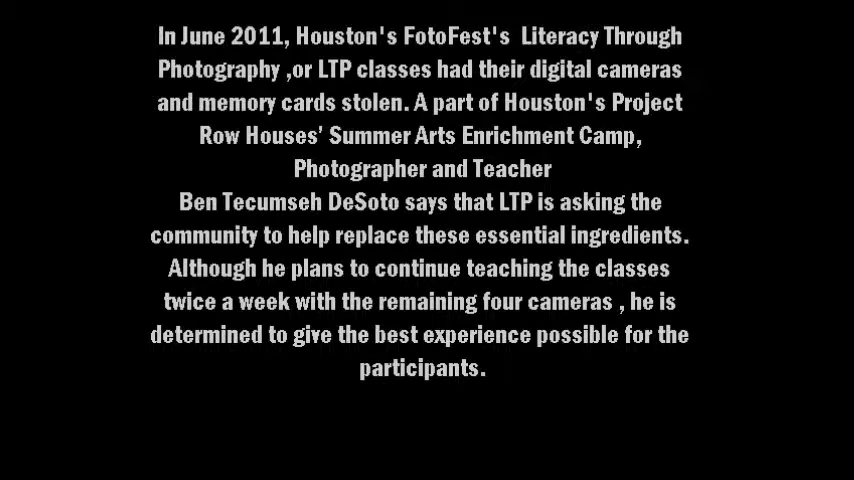 In June 2011, Houston's FotoFest's  Literacy Through
Photography ,or LTP classes had their digital cameras
and memory cards stolen. A part of Houston's Project
Row Houses’ Summer Arts Enrichment Camp,
Photographer and Teacher
Ben Tecumseh DeSoto says that LTP is asking the
community to help replace these essential ingredients.
Although he plans to continue teaching the classes
twice a week with the remaining four cameras , he is
determined to give the best experience possible for the
participants.